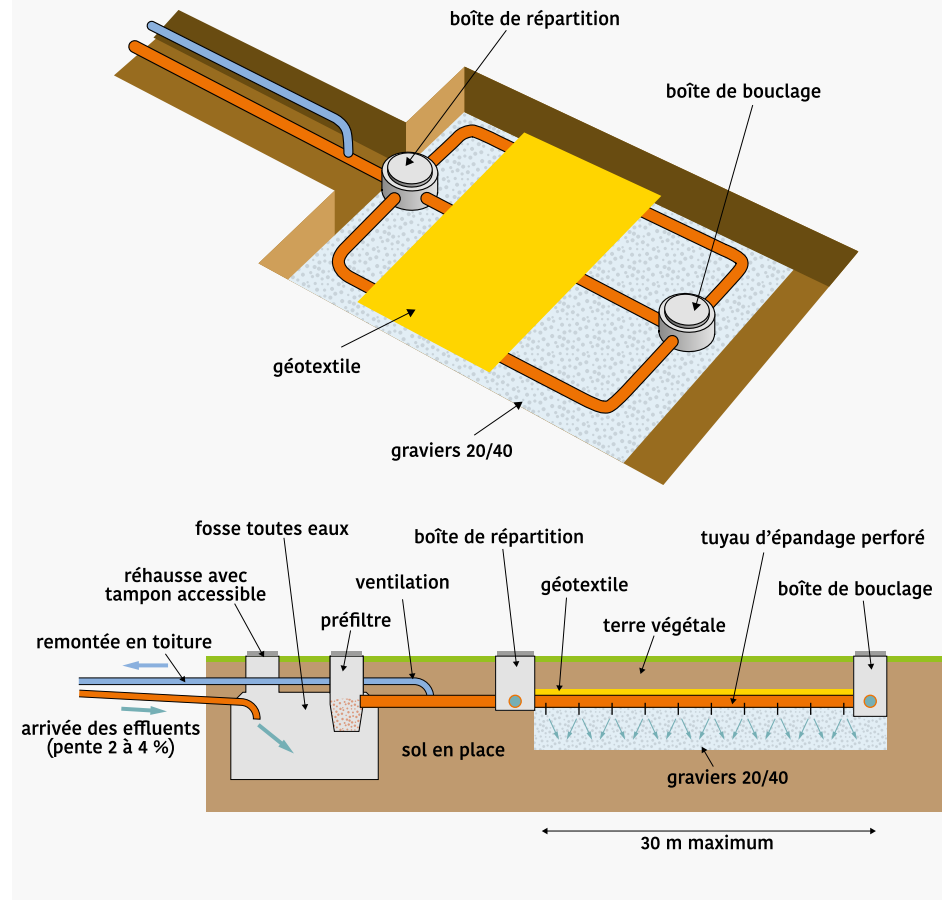 boîte de répartition
boîte de bouclage
géotextile
graviers 20/40
fosse toutes eaux
boîte de répartition
tuyau d'épandage perforé
réhausse avec
tampon accessible
ventilation
géotextile
boîte de bouclage
préfiltre
terre végétale
remontée en toiture
arrivée des effluents
(pente 2 à 4 %)
sol en place
graviers 20/40
30 m maximum